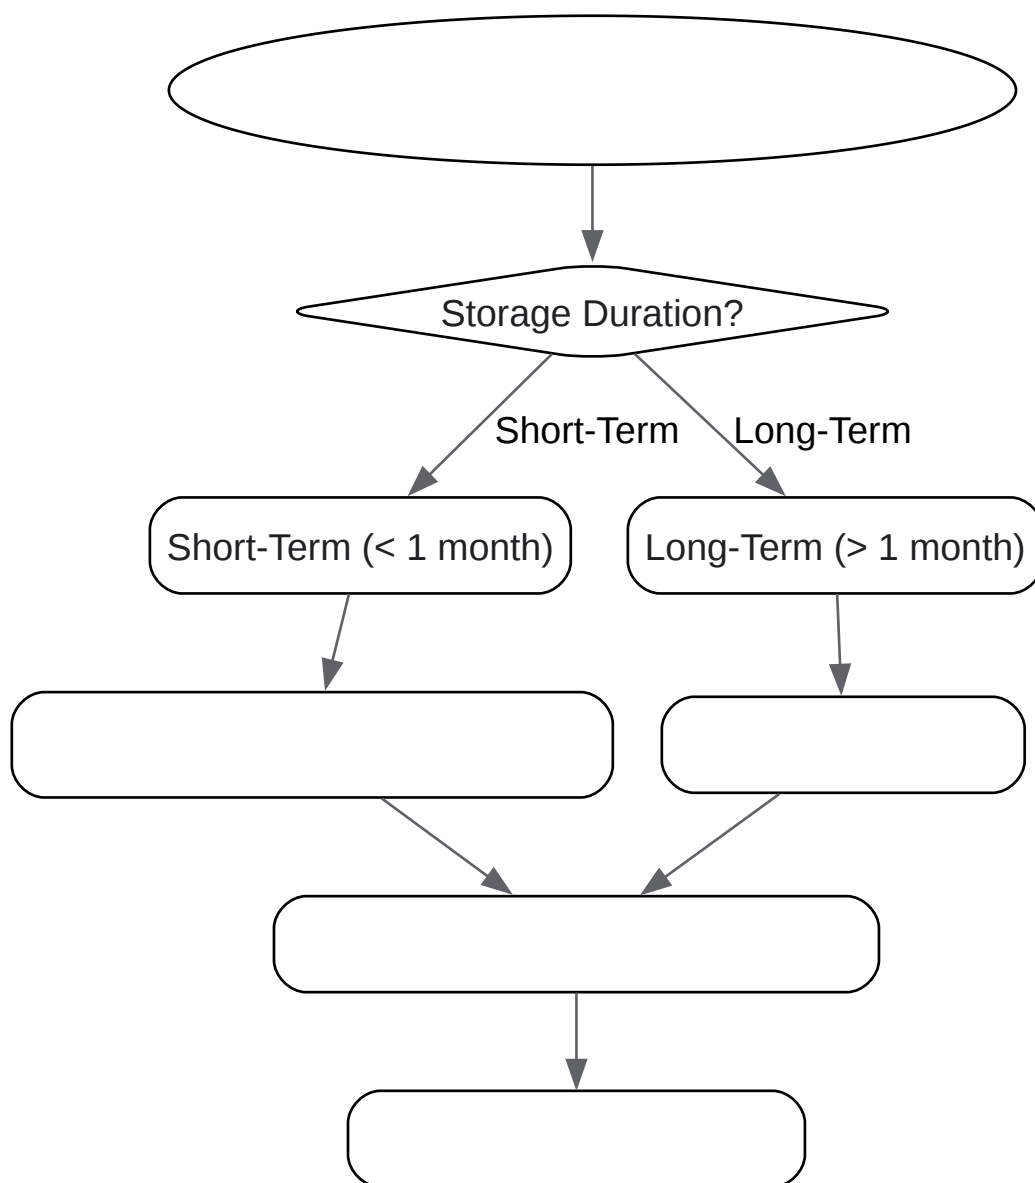 Storage Duration?
Short-Term
Long-Term
Short-Term (< 1 month)
Long-Term (> 1 month)